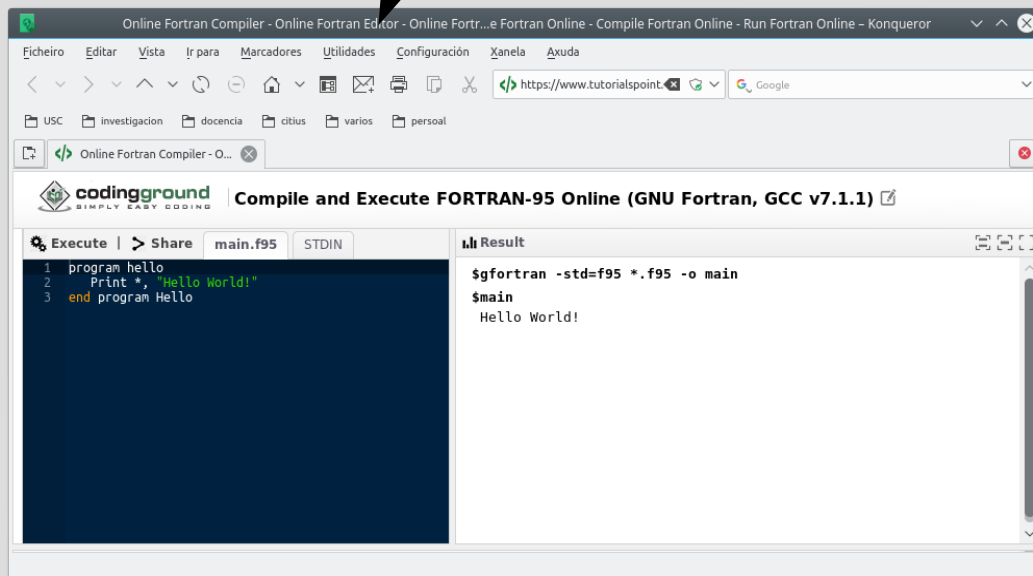 Online Fortran Compiler - Online Fortran Editor - Online Fortr...e Fortran Online - Compile Fortran Online - Run Fortran Online – Konqueror
Ficheiro Editar Vista Ir para Marcadores Utilidades Configuración Xanela Axuda
</> https://www.tutorialspoint. G Google
USC investigacion docencia citius varios persoal
</> Online Fortran Compiler - O...
codingground
SIMPLY EASY CODING
Compile and Execute FORTRAN-95 Online (GNU Fortran, GCC v7.1.1)
Execute | Share main.f95 STDIN
1 program hello
2 Print *, "Hello World!"
3 end program Hello
Result
$gfortran -std=f95 *.f95 -o main
$main
Hello World!